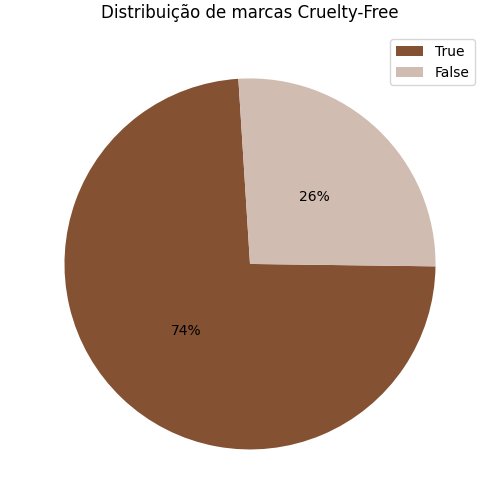 Distribuição de marcas Cruelty-Free
True
False
26%
74%